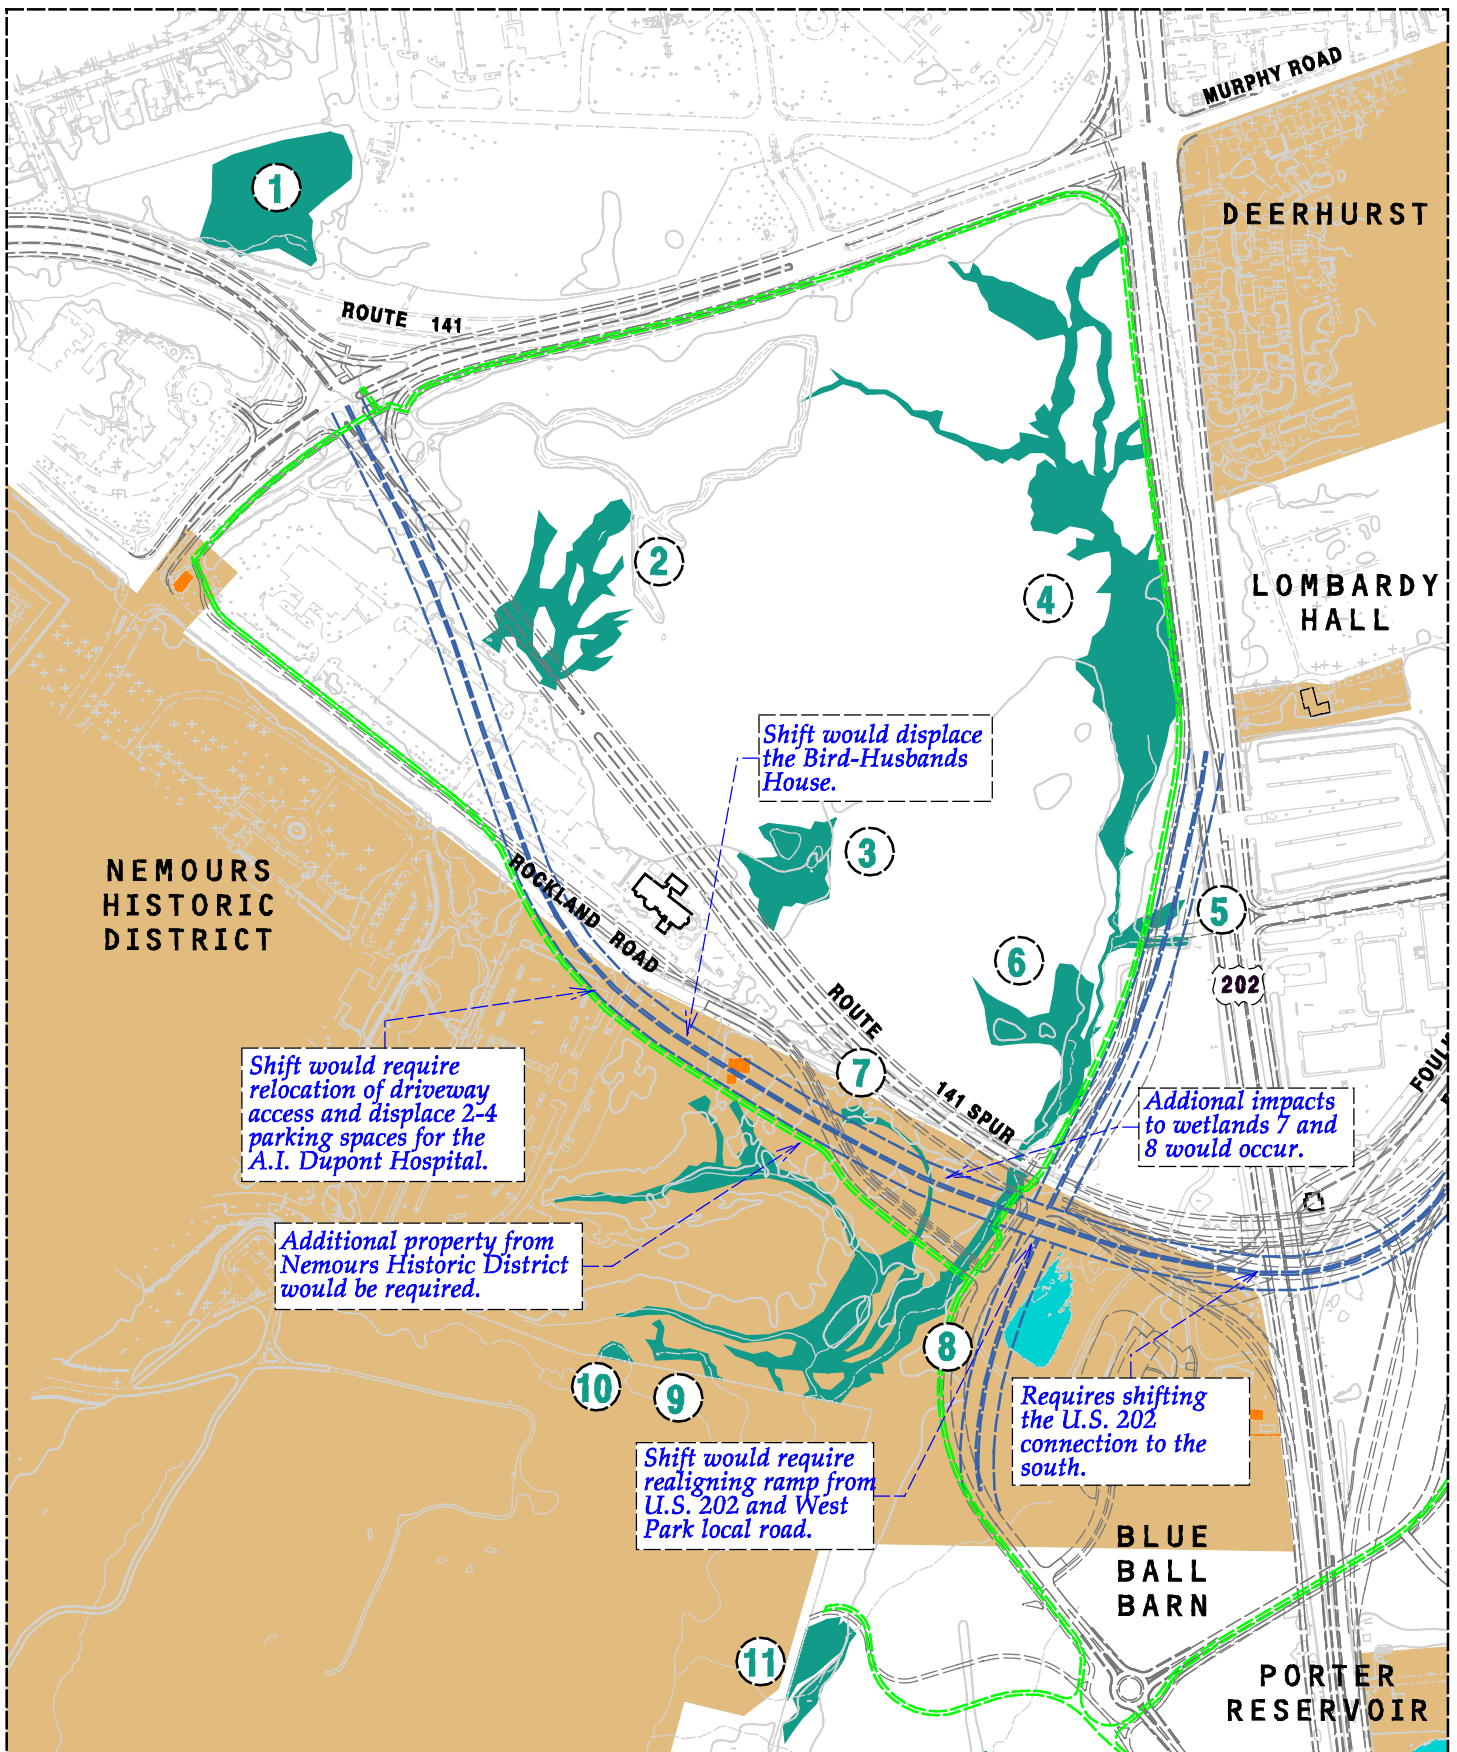 MURPHY ROAD
1
DEERHURST
ROUTE 141
2
4
LOMBARDY
HALL
Shift would displace
the Bird-Husbands
House.
3
NEMOURS
HISTORIC
DISTRICT
ROCKLAND ROAD
5
6
202
ROUTE
141 SPUR
7
Shift would require
relocation of driveway
access and displace 2-4
parking spaces for the
A.I. Dupont Hospital.
Addional impacts
to wetlands 7 and
8 would occur.
Additional property from
Nemours Historic District
would be required.
8
10
9
Requires shifting
the U.S. 202
connection to the
south.
Shift would require
realigning ramp from
U.S. 202 and West
Park local road.
BLUE
BALL
BARN
11
PORTER
RESERVOIR